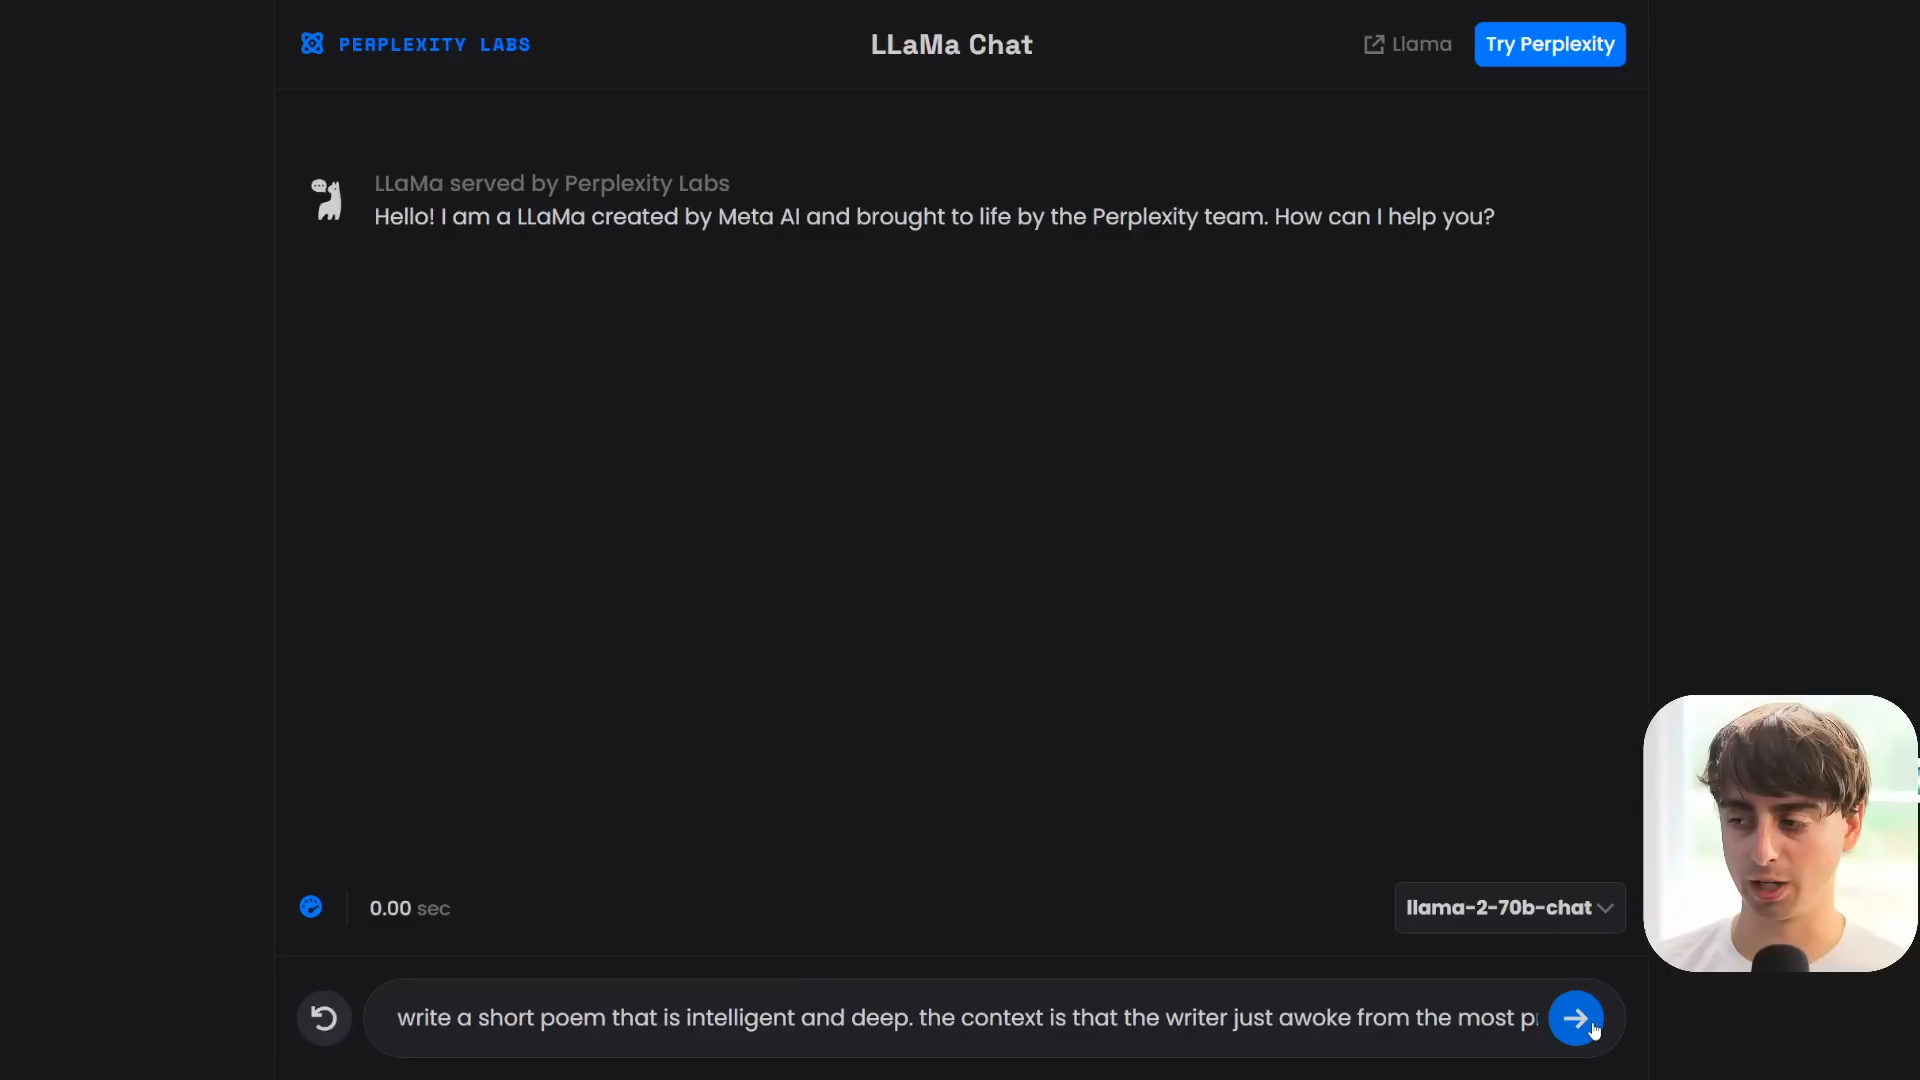 PERPLEXITY LABS
LLaMa Chat
Llama
Try Perplexity
LLaMa served by Perplexity Labs
Hello! I am a LLaMa created by Meta AI and brought to life by the Perplexity team. How can I help you?
0.00 sec
llama-2-70b-chat
write a short poem that is intelligent and deep. the context is that the writer just awoke from the most